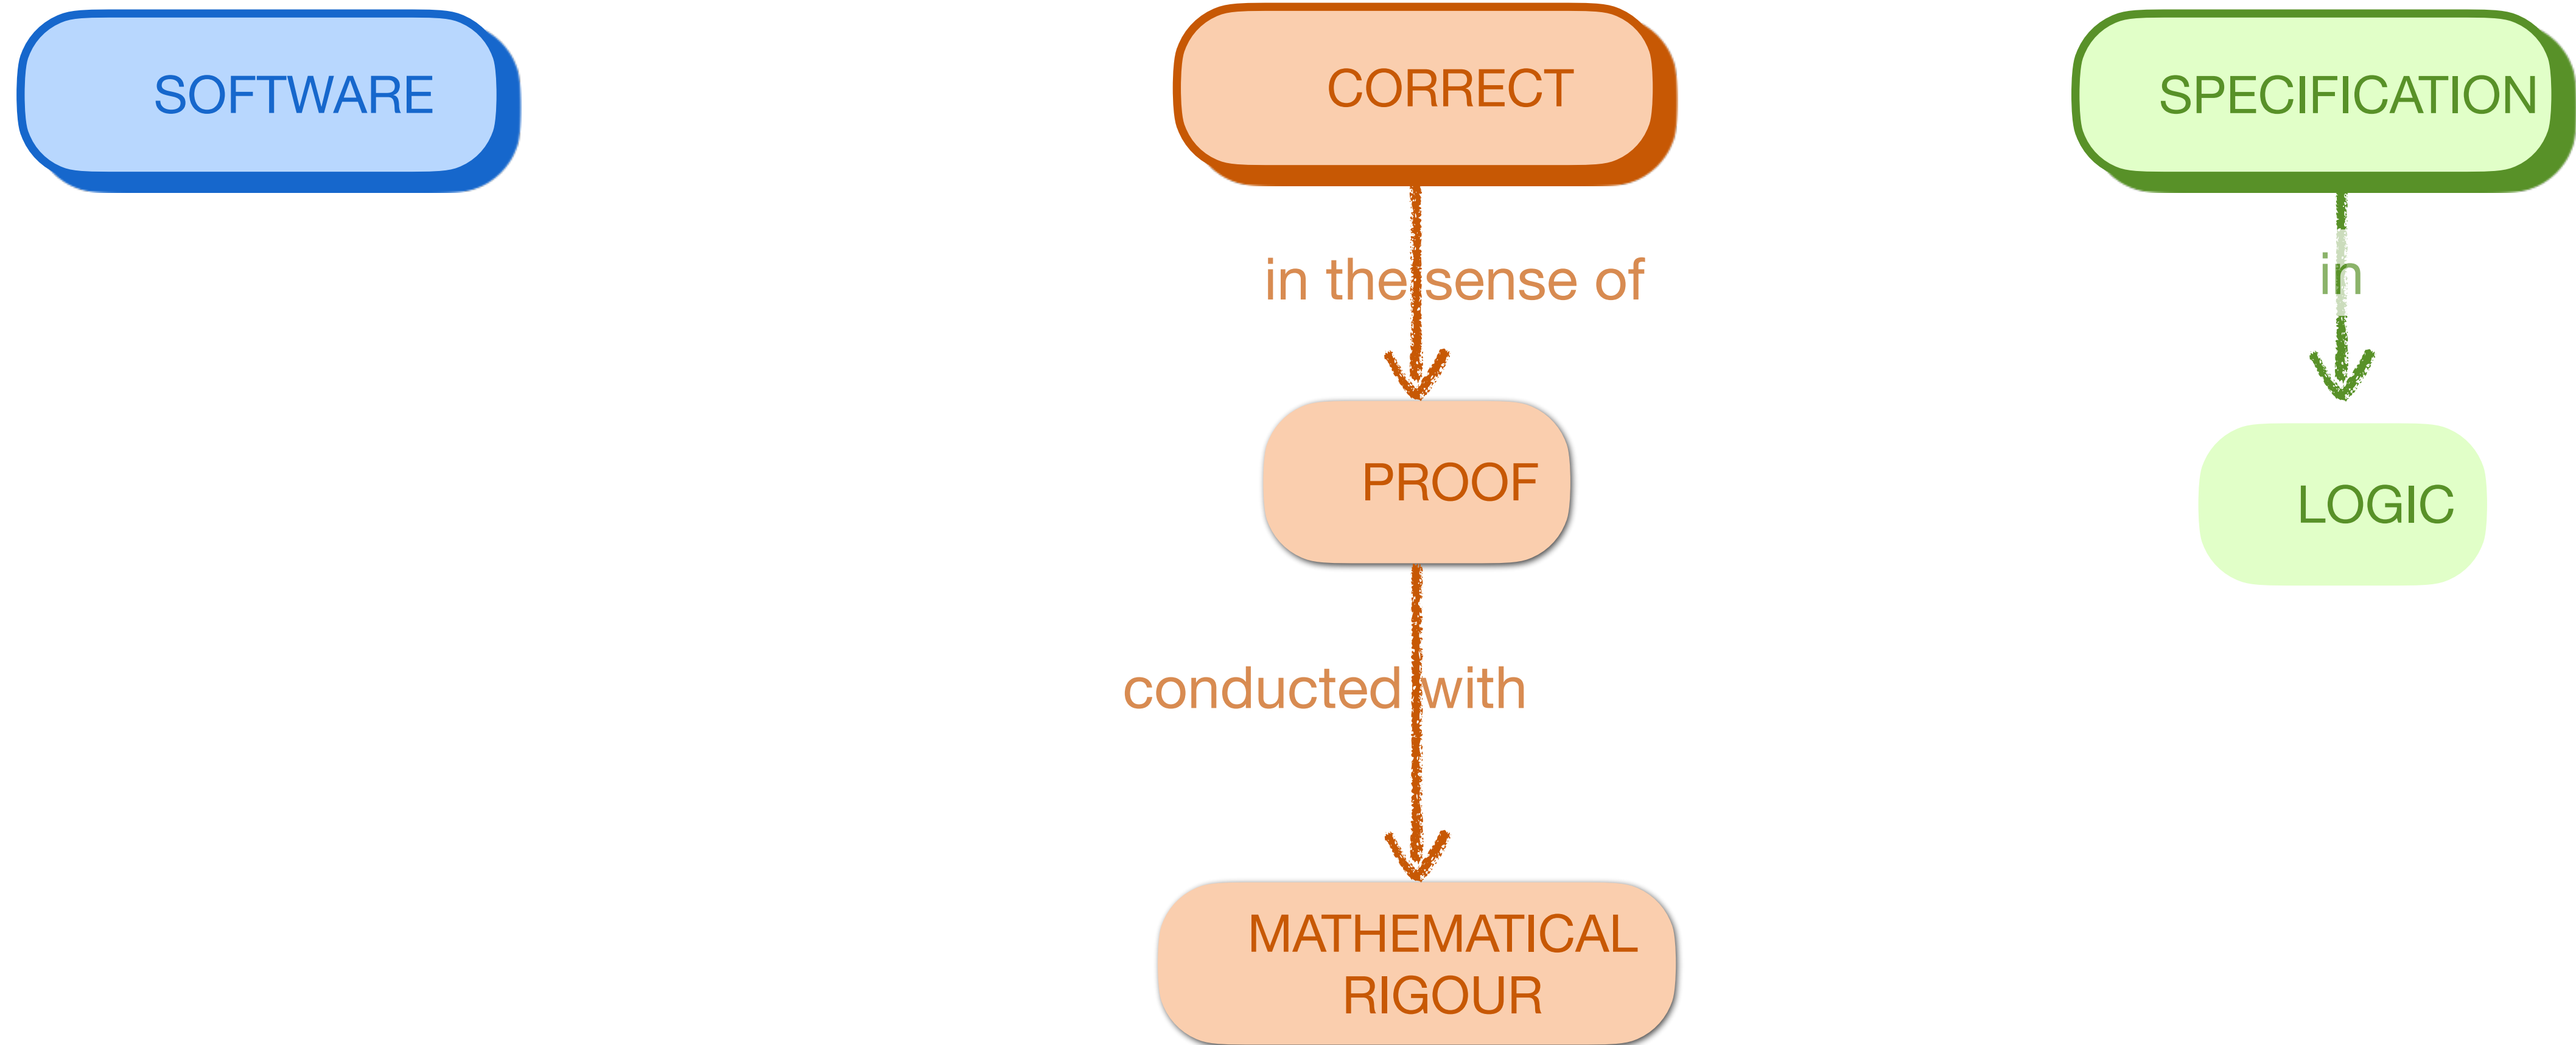 SOFTWARE
CORRECT
SPECIFICATION
in the sense of
in
PROOF
LOGIC
conducted with
MATHEMATICAL
RIGOUR